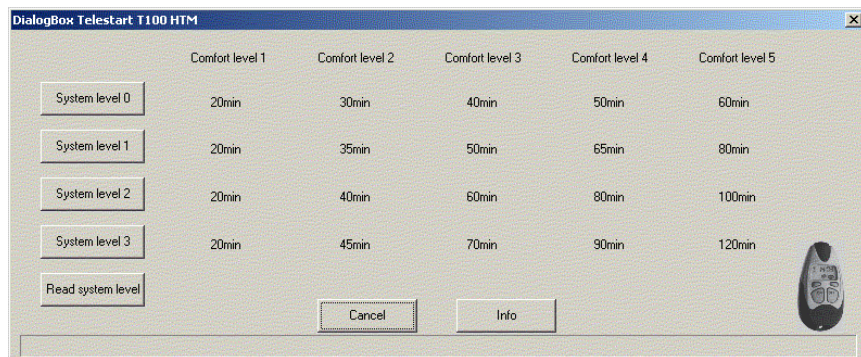 DialogBox Telestart T100 HTM
Comfort level 1 Comfort level 2 Comfort level 3 Comfort level 4 Comfort level 5
System level 0 20min 30min 40min 50min 60min
System level 1 20min 35min 50min 65min 80min
System level 2 20min 40min 60min 80min 100min
System level 3 20min 45min 70min 90min 120min
Read system level
Cancel Info